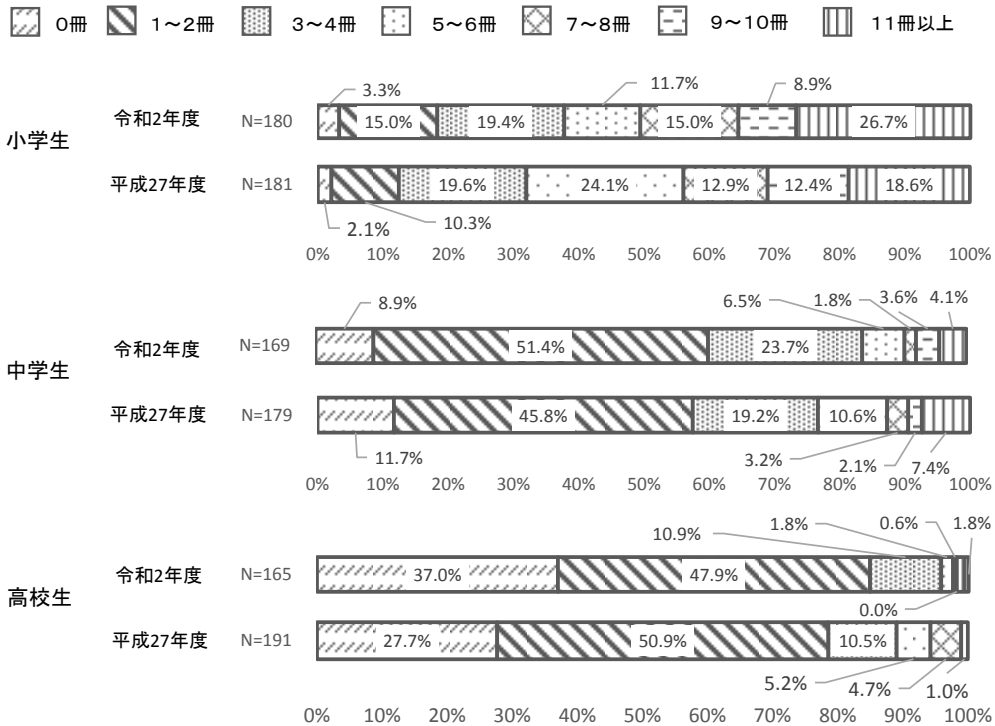 0冊 1～2冊 3～4冊 5～6冊 7～8冊 9～10冊 11冊以上
小学生
3.3% 11.7% 8.9%
令和2年度 N=180 15.0% 19.4% 15.0% 26.7%
平成27年度 N=181 19.6% 24.1% 12.9% 12.4% 18.6%
2.1% 10.3%
0% 10% 20% 30% 40% 50% 60% 70% 80% 90% 100%
中学生
8.9% 6.5% 1.8% 3.6% 4.1%
令和2年度 N=169 51.4% 23.7%
平成27年度 N=179 45.8% 19.2% 10.6%
11.7% 3.2% 2.1% 7.4%
0% 10% 20% 30% 40% 50% 60% 70% 80% 90% 100%
高校生
10.9% 1.8% 0.6% 1.8%
令和2年度 N=165 37.0% 47.9%
0.0%
平成27年度 N=191 27.7% 50.9% 10.5%
5.2% 4.7% 1.0%
0% 10% 20% 30% 40% 50% 60% 70% 80% 90% 100%